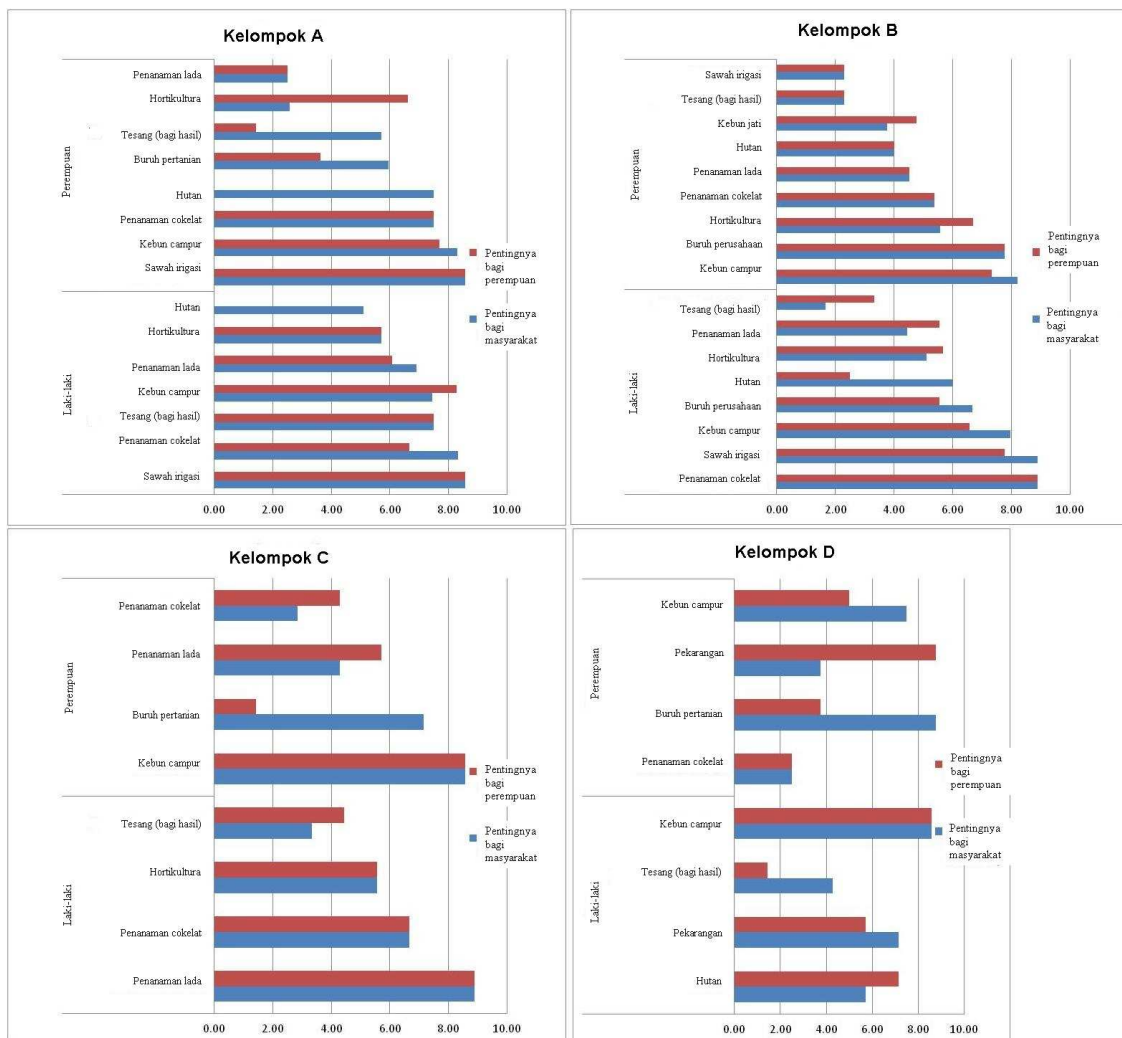 Kelompok A
Perempuan
Penanaman lada
Hortikultura
Tesang (bagi hasil)
Buruh pertanian
Hutan
Penanaman cokelat
Kebun campur
Sawah irigasi
Laki-laki
Hutan
Hortikultura
Penanaman lada
Kebun campur
Tesang (bagi hasil)
Penanaman cokelat
Sawah irigasi
0.00 2.00 4.00 6.00 8.00 10.00
Pentingnya
bagi
perempuan
Pentingnya
bagi
masyarakat
Kelompok B
Perempuan
Sawah irigasi
Tesang (bagi hasil)
Kebun jati
Hutan
Penanaman lada
Penanaman cokelat
Hortikultura
Buruh perusahaan
Kebun campur
Laki-laki
Tesang (bagi hasil)
Penanaman lada
Hortikultura
Hutan
Buruh perusahaan
Kebun campur
Sawah irigasi
Penanaman cokelat
0.00 2.00 4.00 6.00 8.00 10.00
Pentingnya
bagi
perempuan
Pentingnya
bagi
masyarakat
Kelompok C
Perempuan
Penanaman cokelat
Penanaman lada
Buruh pertanian
Kebun campur
Laki-laki
Tesang (bagi hasil)
Hortikultura
Penanaman cokelat
Penanaman lada
0.00 2.00 4.00 6.00 8.00 10.00
Pentingnya
bagi
perempuan
Pentingnya
bagi
masyarakat
Kelompok D
Perempuan
Kebun campur
Pekarangan
Buruh pertanian
Penanaman cokelat
Laki-laki
Kebun campur
Tesang (bagi hasil)
Pekarangan
Hutan
0.00 2.00 4.00 6.00 8.00 10.00
Pentingnya
bagi
perempuan
Pentingnya
bagi
masyarakat